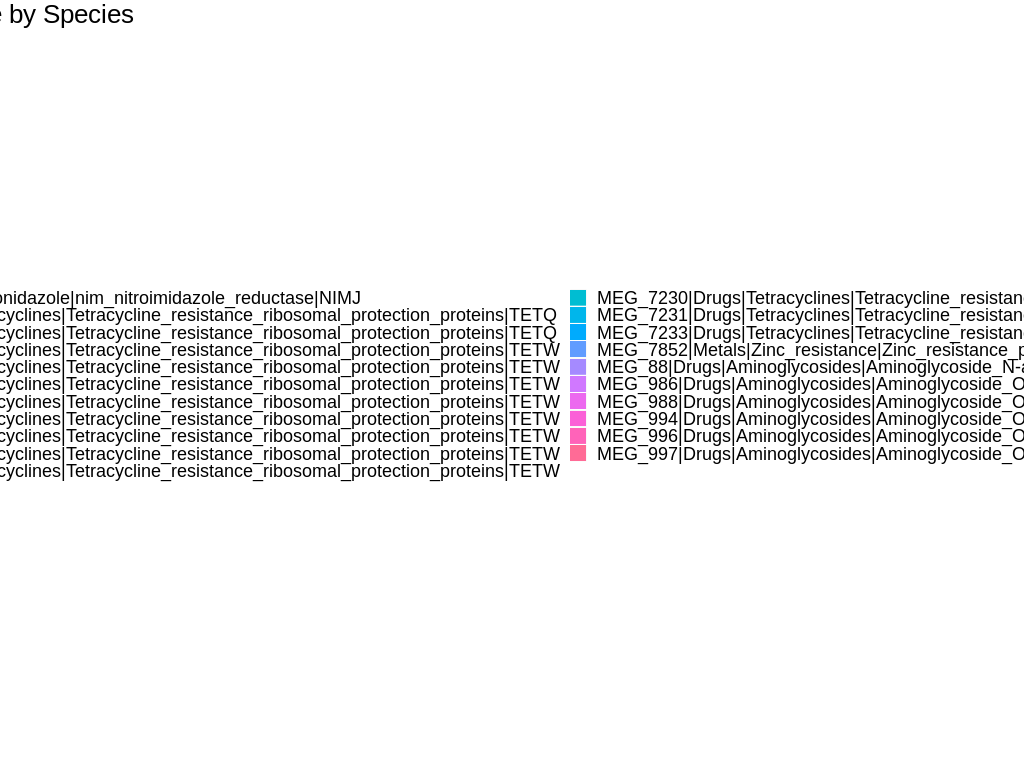 by Species
onidazole|nim_nitroimidazole_reductase|NIMJ
cyclines|Tetracycline_resistance_ribosomal_protection_proteins|TETQ
cyclines|Tetracycline_resistance_ribosomal_protection_proteins|TETQ
cyclines|Tetracycline_resistance_ribosomal_protection_proteins|TETW
cyclines|Tetracycline_resistance_ribosomal_protection_proteins|TETW
cyclines|Tetracycline_resistance_ribosomal_protection_proteins|TETW
cyclines|Tetracycline_resistance_ribosomal_protection_proteins|TETW
cyclines|Tetracycline_resistance_ribosomal_protection_proteins|TETW
cyclines|Tetracycline_resistance_ribosomal_protection_proteins|TETW
cyclines|Tetracycline_resistance_ribosomal_protection_proteins|TETW
cyclines|Tetracycline_resistance_ribosomal_protection_proteins|TETW
MEG_7230|Drugs|Tetracyclines|Tetracycline_resistan
MEG_7231|Drugs|Tetracyclines|Tetracycline_resistan
MEG_7233|Drugs|Tetracyclines|Tetracycline_resistan
MEG_7852|Metals|Zinc_resistance|Zinc_resistance_p
MEG_88|Drugs|Aminoglycosides|Aminoglycoside_N-a
MEG_986|Drugs|Aminoglycosides|Aminoglycoside_O
MEG_988|Drugs|Aminoglycosides|Aminoglycoside_O
MEG_994|Drugs|Aminoglycosides|Aminoglycoside_O
MEG_996|Drugs|Aminoglycosides|Aminoglycoside_O
MEG_997|Drugs|Aminoglycosides|Aminoglycoside_O